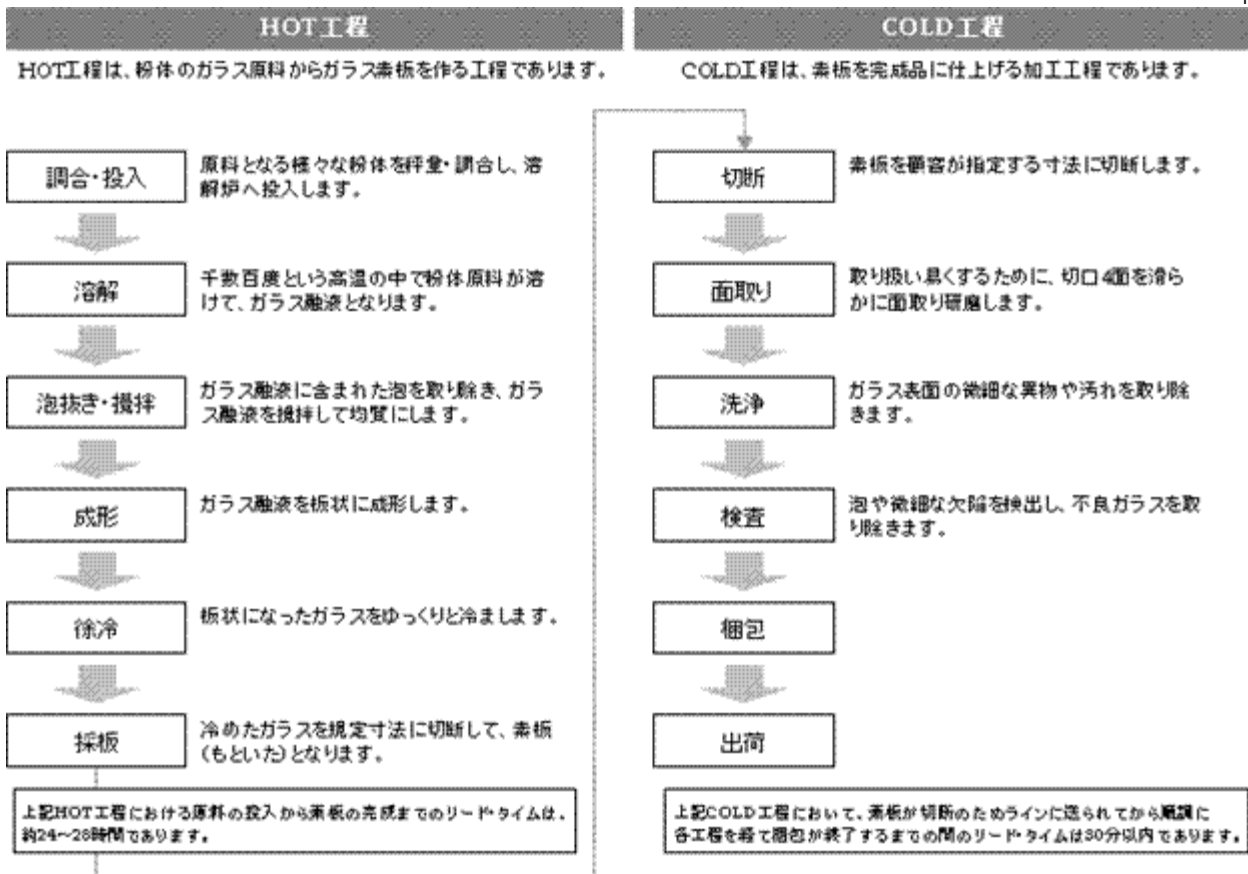 HOT工程
HOT工程は、粉体のガラス原料からガラス素板を作る工程であります。
調合・投入
原料となる様々な粉体を秤量・調合し、溶
解炉へ投入します。
溶解
千数百度という高温の中で粉体原料が溶
けて、ガラス融液となります。
泡抜き・攪拌
ガラス融液に含まれた泡を取り除き、ガラ
ス融液を攪拌して均質にします。
成形
ガラス融液を板状に成形します。
徐冷
板状になったガラスをゆっくりと冷まします。
採板
冷めたガラスを規定寸法に切断して、素板
(もといた)となります。
上記HOT工程における原料の投入から素板の完成までのリード・タイムは、
約24～28時間であります。
COLD工程
COLD工程は、素板を完成品に仕上げる加工工程であります。
切断
素板を顧客が指定する寸法に切断します。
面取り
取り扱い易くするために、切口4面を滑ら
かに面取り研磨します。
洗浄
ガラス表面の微細な異物や汚れを取り除
きます。
検査
泡や微細な欠陥を検出し、不良ガラスを取
り除きます。
梱包
出荷
上記COLD工程において、素板が切断のためラインに送られてから順調に
各工程を経て梱包が終了するまでの間のリード・タイムは30分以内であります。